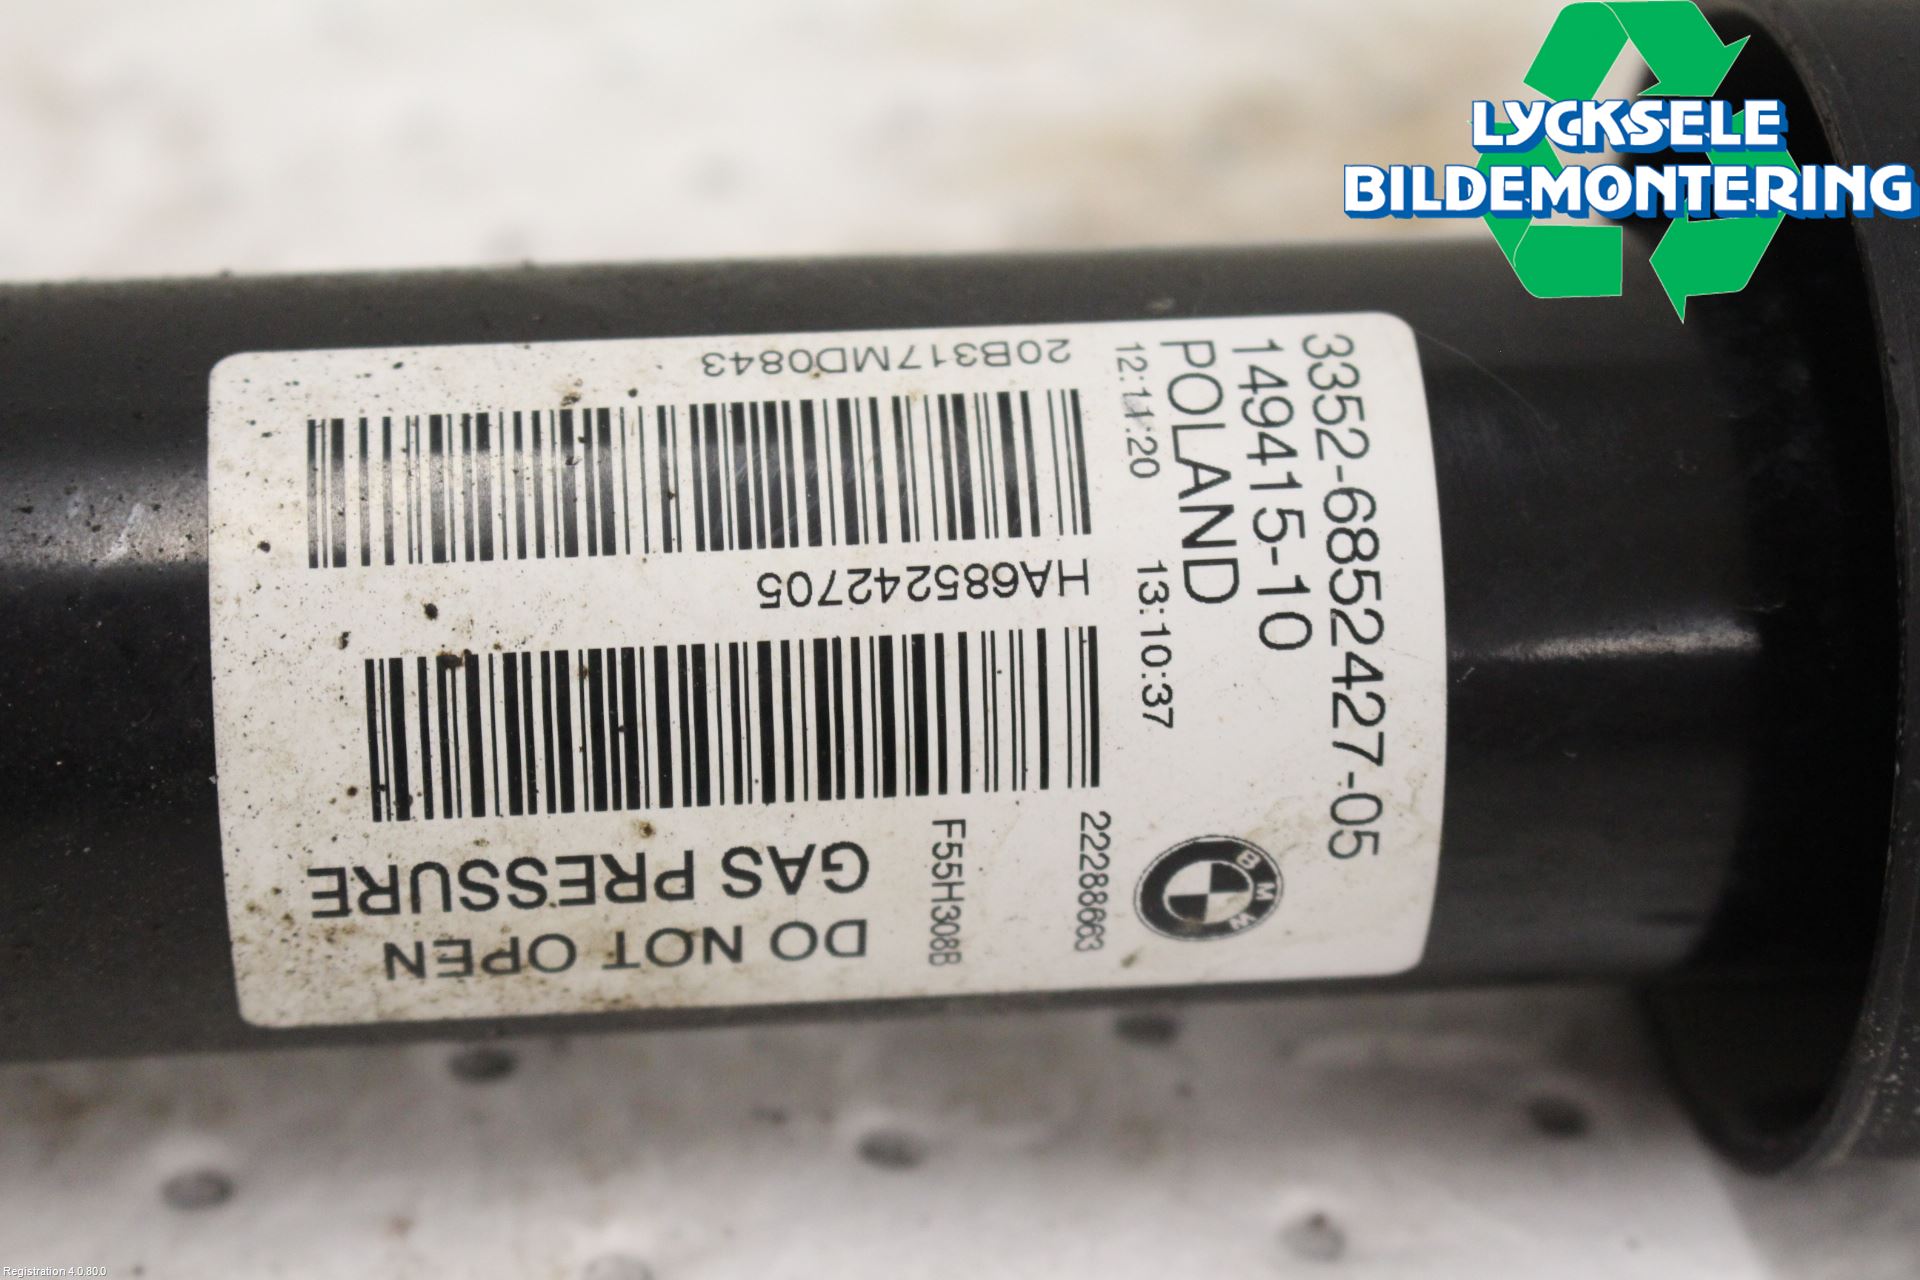 LYCKSELE
BILDEMONTERING
3352-6852427-05
149415-10
POLAND
12:11:20 13:10:37
20B317MD0843
HA685242705
22288663
F55H308B
GAS PRESSURE
DO NOT OPEN
BMW
Registration 4.0.80.0